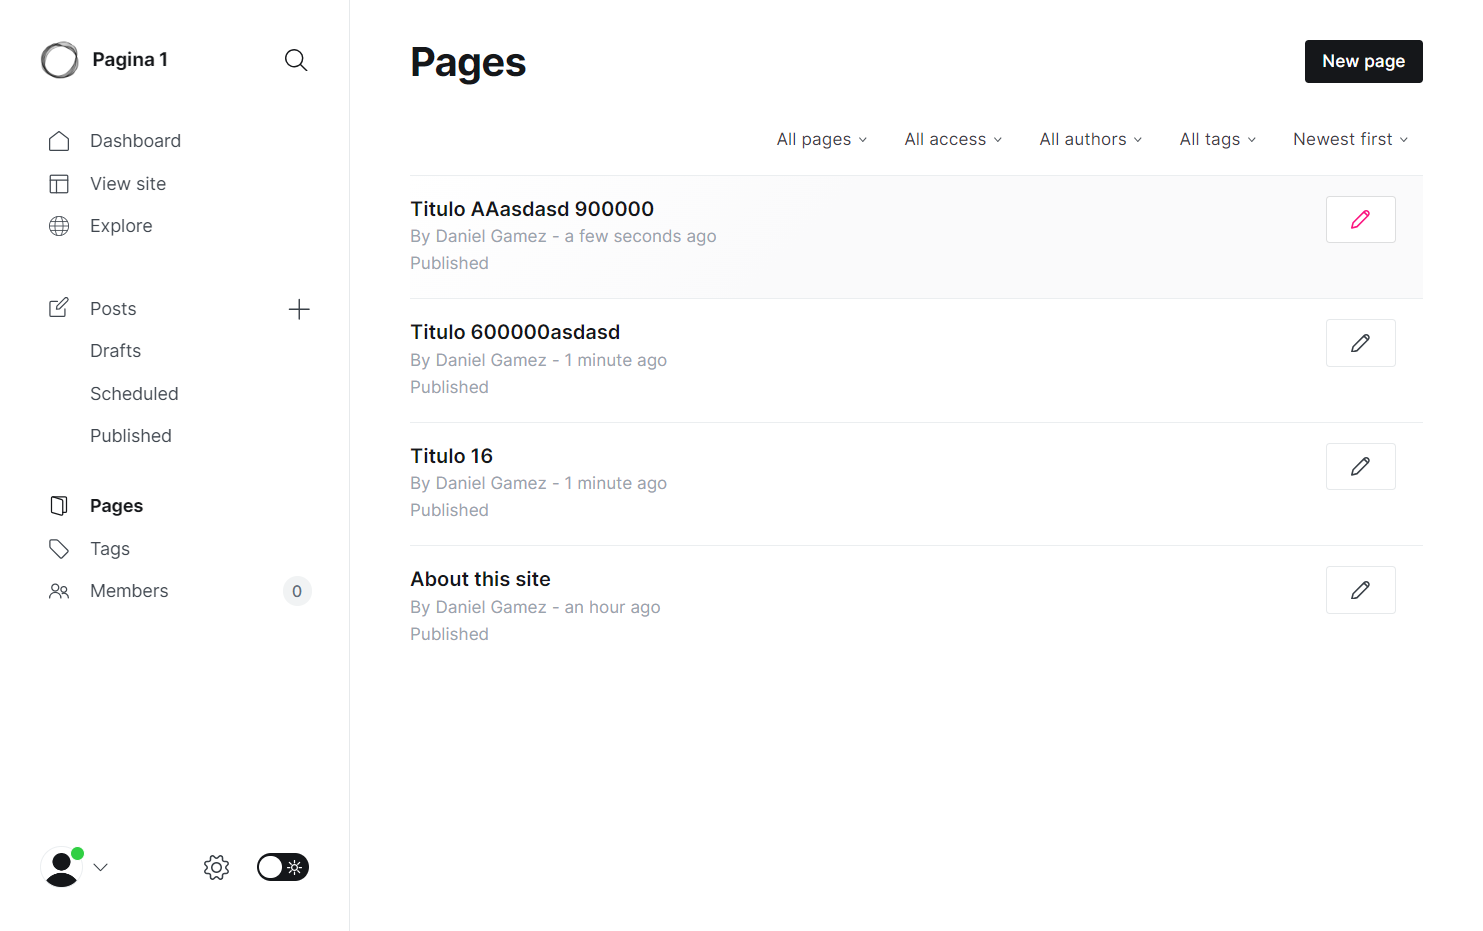 Pagina 1
Dashboard
View site
Explore
Posts
Drafts
Scheduled
Published
Pages
Tags
Members 0
Pages
New page
All pages All access All authors All tags Newest first
Titulo AAasdasd 900000
By Daniel Gamez - a few seconds ago
Published
Titulo 600000asdasd
By Daniel Gamez - 1 minute ago
Published
Titulo 16
By Daniel Gamez - 1 minute ago
Published
About this site
By Daniel Gamez - an hour ago
Published